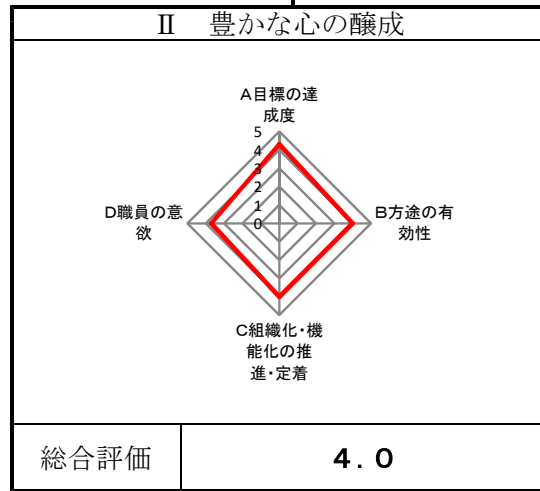 Ⅱ　豊かな心の醸成
A目標の達
成度
5
4
3
2
1
0
D職員の意
欲
B方途の有
効性
C組織化・機
能化の推
進・定着
総合評価
４．０